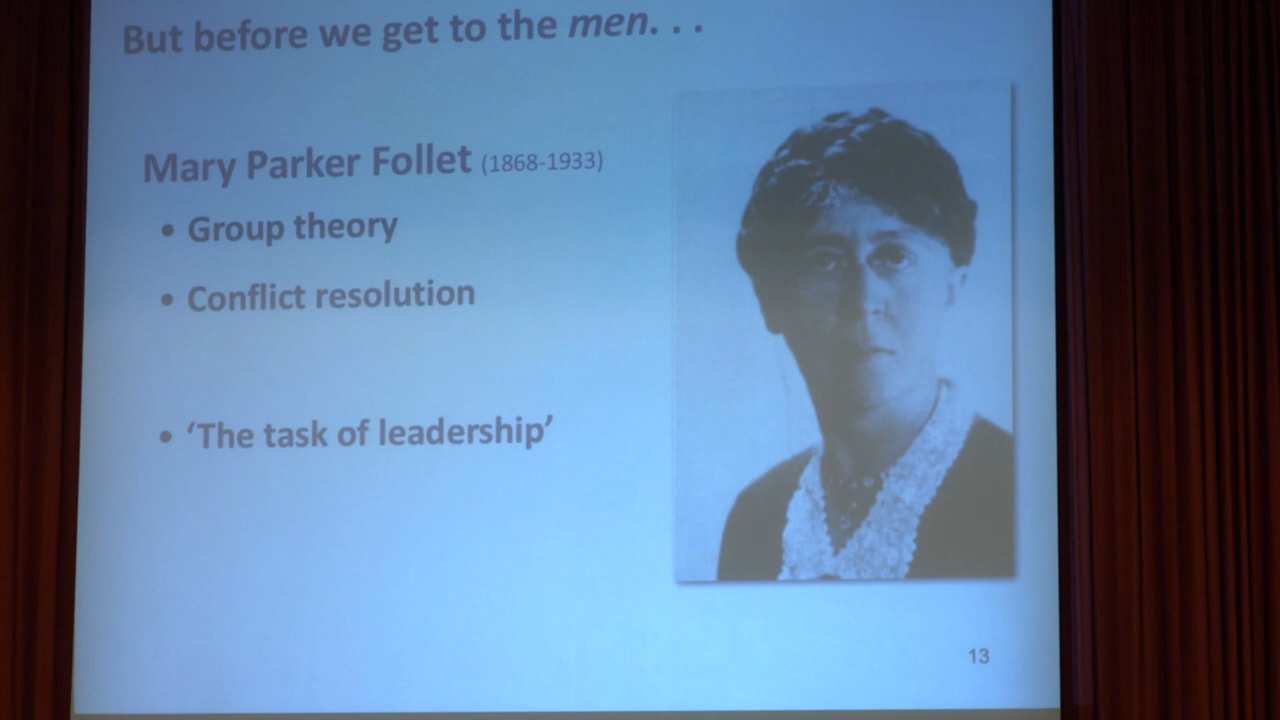 But before we get to the men. . .
Mary Parker Follet (1868-1933)
• Group theory
• Conflict resolution
• ‘The task of leadership’
13